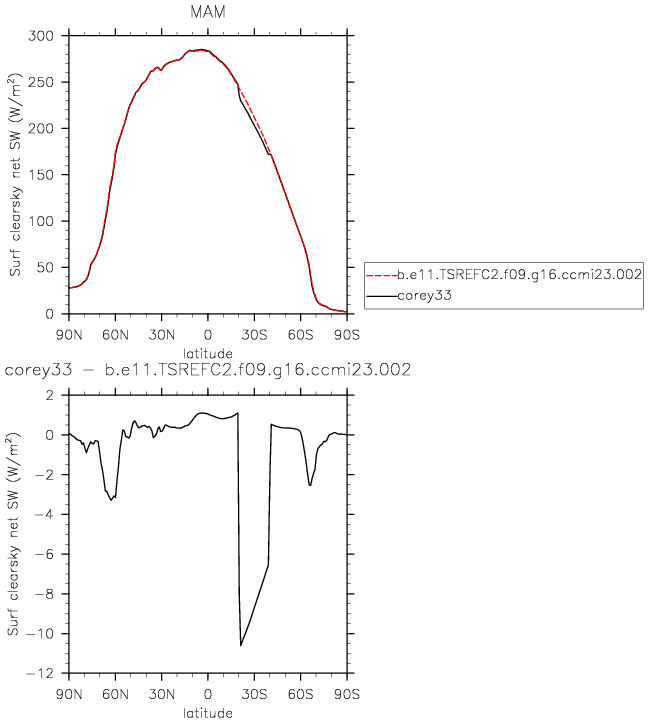 MAM
Surf clearsky net SW (W/m²)
300
250
200
150
100
50
0
90N 60N 30N 0 30S 60S 90S
latitude
b.e11.TSREFC2.f09.g16.ccmi23.002
corey33
corey33 − b.e11.TSREFC2.f09.g16.ccmi23.002
Surf clearsky net SW (W/m²)
2
0
−2
−4
−6
−8
−10
−12
90N 60N 30N 0 30S 60S 90S
latitude